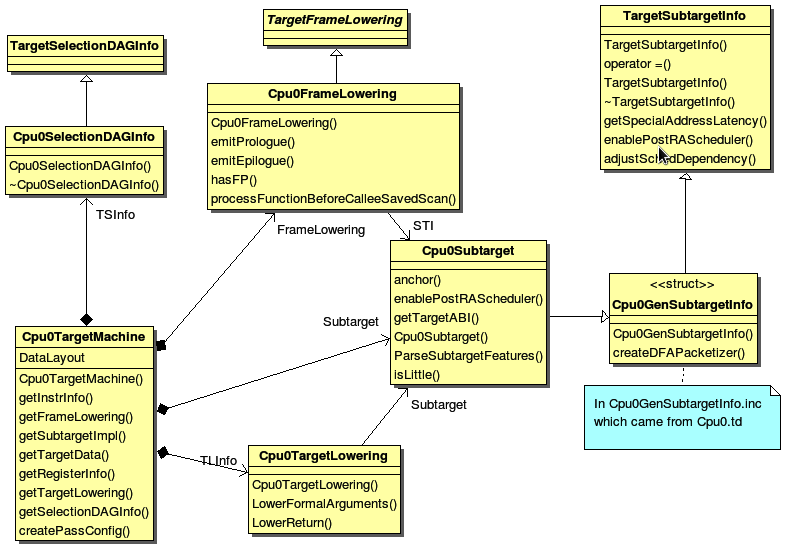 TargetSelectionDAGInfo
TargetFrameLowering
TargetSubtargetInfo
TargetSubtargetInfo()
operator =()
TargetSubtargetInfo()
~TargetSubtargetInfo()
getSpecialAddressLatency()
enablePostRAScheduler()
adjustSchedDependency()
Cpu0SelectionDAGInfo
Cpu0SelectionDAGInfo()
~Cpu0SelectionDAGInfo()
TSInfo
Cpu0FrameLowering
Cpu0FrameLowering()
emitPrologue()
emitEpilogue()
hasFP()
processFunctionBeforeCalleeSavedScan()
FrameLowering
STI
Cpu0Subtarget
anchor()
enablePostRAScheduler()
getTargetABI()
Cpu0Subtarget()
ParseSubtargetFeatures()
isLittle()
Subtarget
<<struct>>
Cpu0GenSubtargetInfo
Cpu0GenSubtargetInfo()
createDFAPacketizer()
In Cpu0GenSubtargetInfo.inc
which came from Cpu0.td
Cpu0TargetMachine
DataLayout
Cpu0TargetMachine()
getInstrInfo()
getFrameLowering()
getSubtargetImpl()
getTargetData()
getRegisterInfo()
getTargetLowering()
getSelectionDAGInfo()
createPassConfig()
TLInfo
Subtarget
Cpu0TargetLowering
Cpu0TargetLowering()
LowerFormalArguments()
LowerReturn()